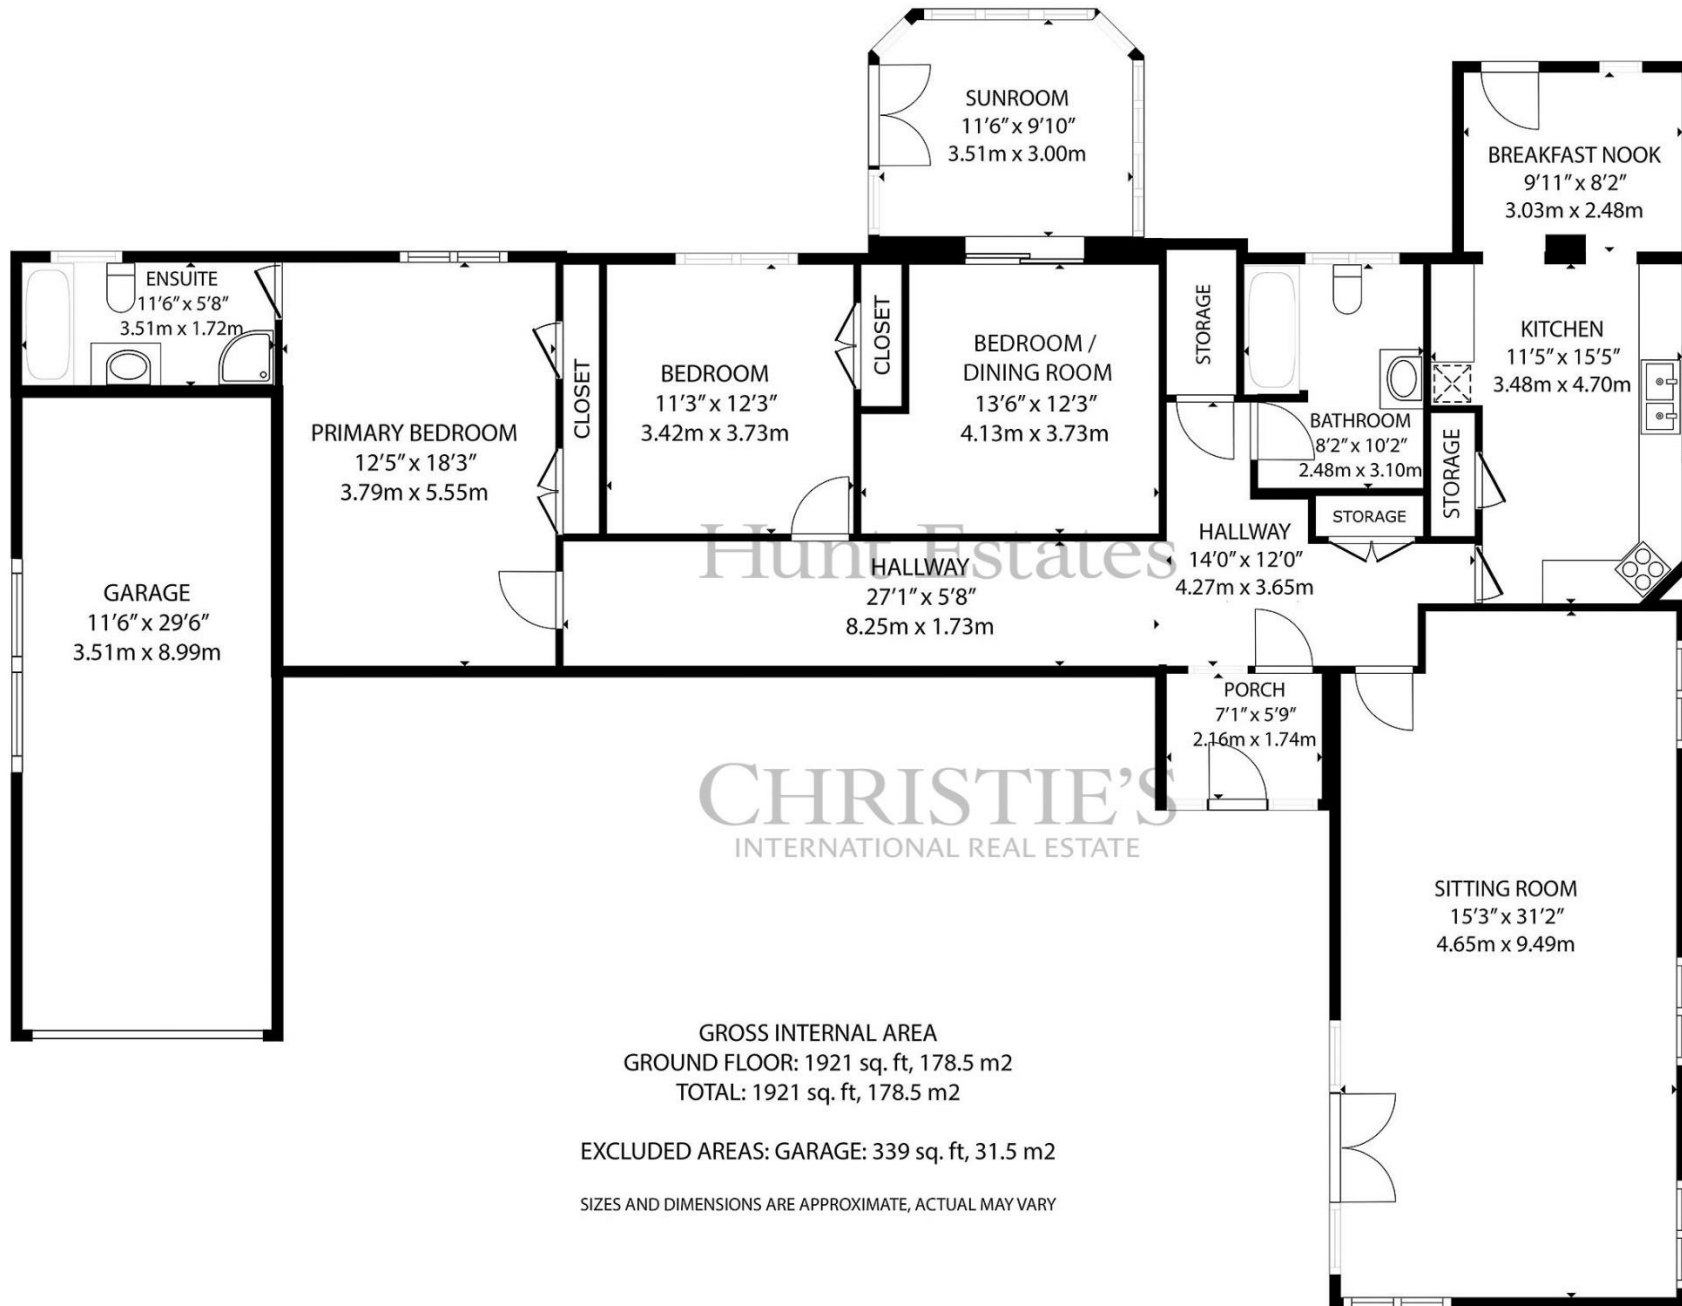 SUNROOM
11'6" x 9'10"
3.51m x 3.00m
BREAKFAST NOOK
9'11" x 8'2"
3.03m x 2.48m
ENSUITE
11'6" x 5'8"
3.51m x 1.72m
PRIMARY BEDROOM
12'5" x 18'3"
3.79m x 5.55m
CLOSET
BEDROOM
11'3" x 12'3"
3.42m x 3.73m
CLOSET
BEDROOM /
DINING ROOM
13'6" x 12'3"
4.13m x 3.73m
STORAGE
BATHROOM
8'2" x 10'2"
2.48m x 3.10m
KITCHEN
11'5" x 15'5"
3.48m x 4.70m
STORAGE
STORAGE
GARAGE
11'6" x 29'6"
3.51m x 8.99m
Hunt Estates
HALLWAY
27'1" x 5'8"
8.25m x 1.73m
HALLWAY
14'0" x 12'0"
4.27m x 3.65m
PORCH
7'1" x 5'9"
2.16m x 1.74m
CHRISTIE'S
INTERNATIONAL REAL ESTATE
SITTING ROOM
15'3" x 31'2"
4.65m x 9.49m
GROSS INTERNAL AREA
GROUND FLOOR: 1921 sq. ft, 178.5 m2
TOTAL: 1921 sq. ft, 178.5 m2
EXCLUDED AREAS: GARAGE: 339 sq. ft, 31.5 m2
SIZES AND DIMENSIONS ARE APPROXIMATE, ACTUAL MAY VARY